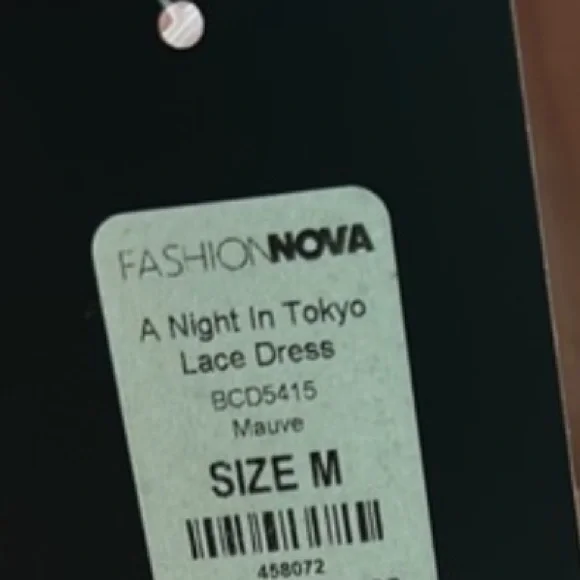 FASHIONNOVA
A Night In Tokyo
Lace Dress
BCD5415
Mauve
SIZE M
458072